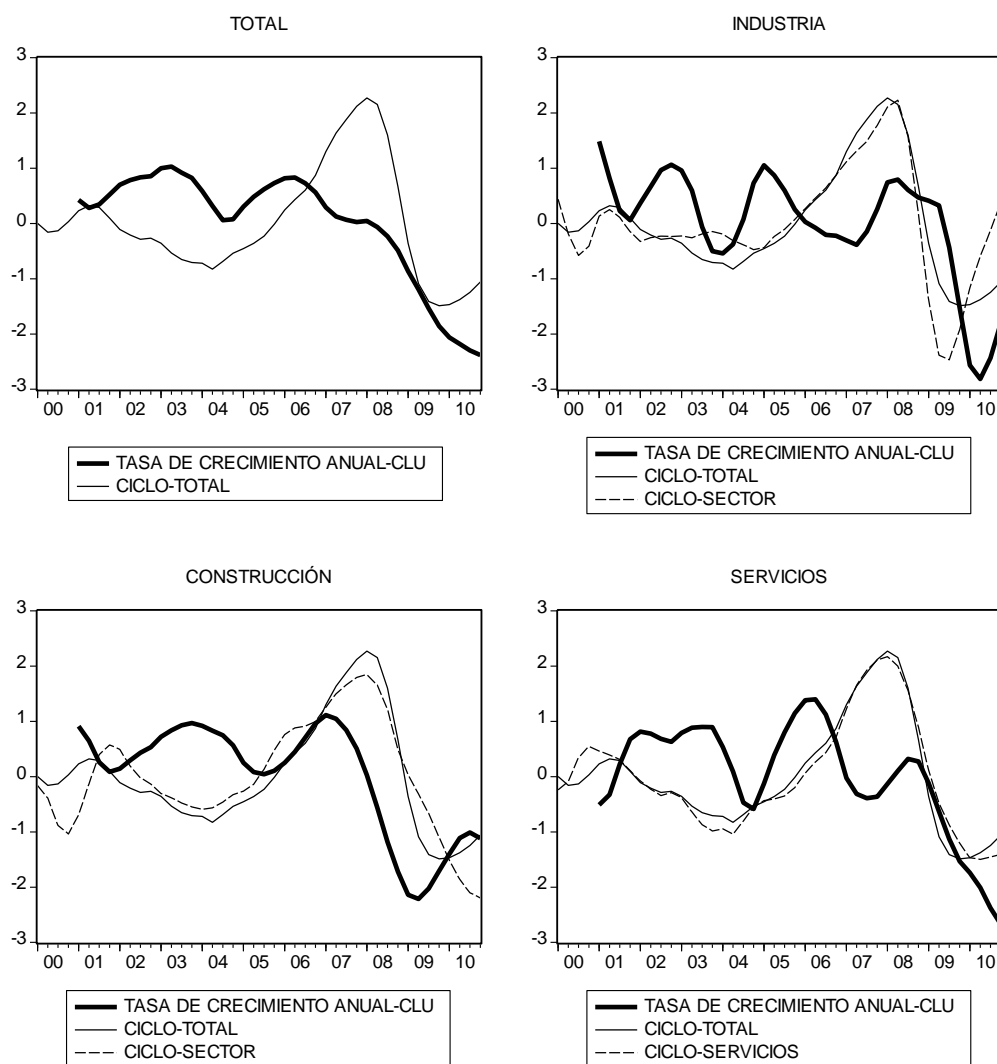 TOTAL
3
2
1
0
-1
-2
-3
00 01 02 03 04 05 06 07 08 09 10
TASA DE CRECIMIENTO ANUAL-CLU
CICLO-TOTAL
INDUSTRIA
3
2
1
0
-1
-2
-3
00 01 02 03 04 05 06 07 08 09 10
TASA DE CRECIMIENTO ANUAL-CLU
CICLO-TOTAL
CICLO-SECTOR
CONSTRUCCIÓN
3
2
1
0
-1
-2
-3
00 01 02 03 04 05 06 07 08 09 10
TASA DE CRECIMIENTO ANUAL-CLU
CICLO-TOTAL
CICLO-SECTOR
SERVICIOS
3
2
1
0
-1
-2
-3
00 01 02 03 04 05 06 07 08 09 10
TASA DE CRECIMIENTO ANUAL-CLU
CICLO-TOTAL
CICLO-SERVICIOS